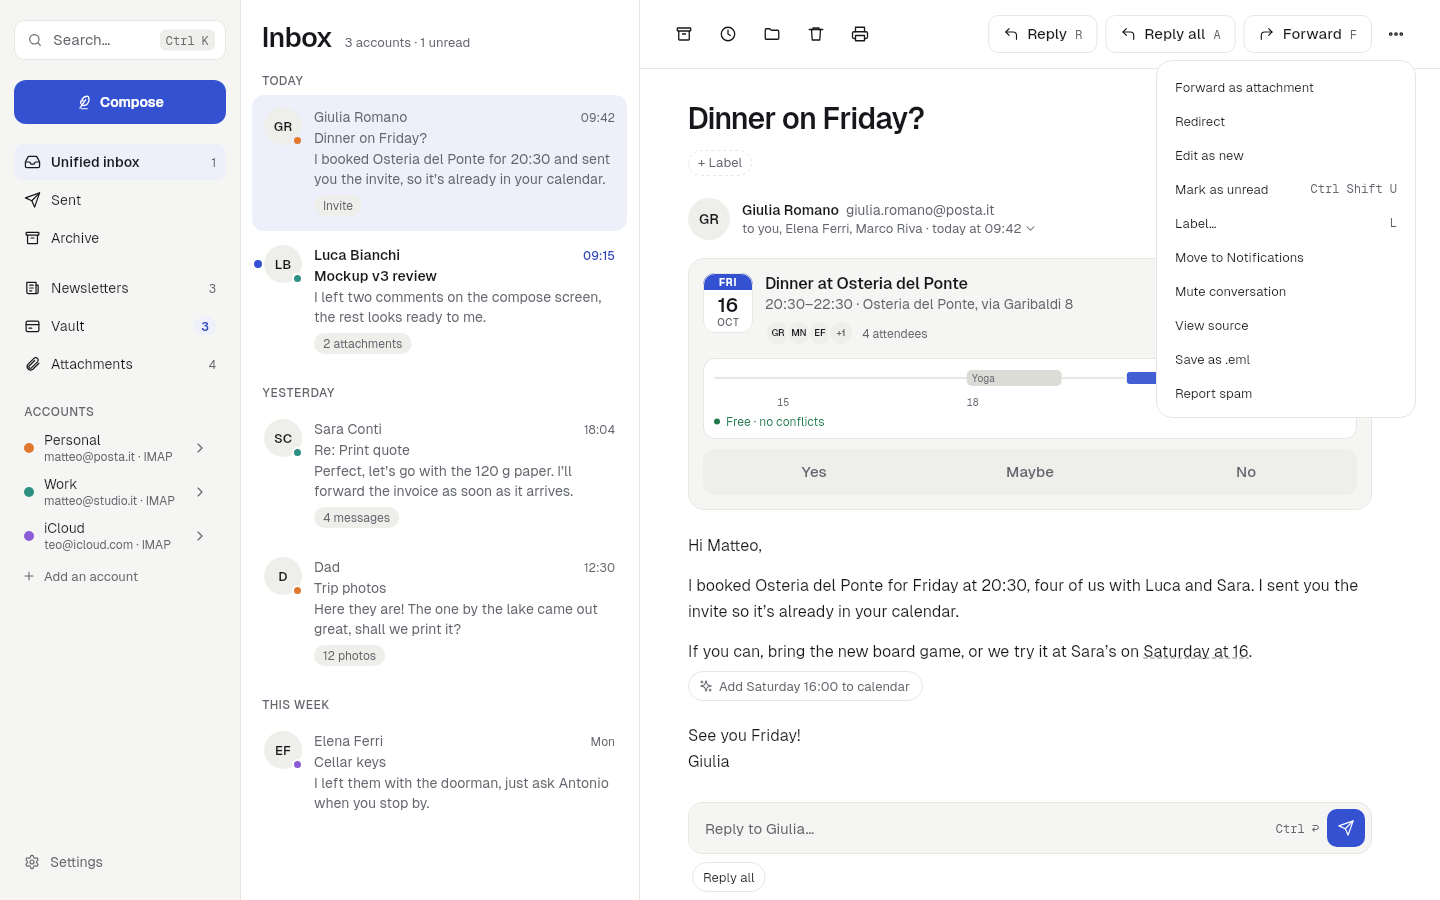 Search...
Ctrl K
Compose
Unified inbox 1
Sent
Archive
Newsletters 3
Vault 3
Attachments 4
ACCOUNTS
Personal
matteo@posta.it · IMAP
Work
matteo@studio.it · IMAP
iCloud
teo@icloud.com · IMAP
Add an account
Settings
Inbox 3 accounts · 1 unread
TODAY
GR
Giulia Romano 09:42
Dinner on Friday?
I booked Osteria del Ponte for 20:30 and sent
you the invite, so it's already in your calendar.
Invite
LB
Luca Bianchi 09:15
Mockup v3 review
I left two comments on the compose screen,
the rest looks ready to me.
2 attachments
YESTERDAY
SC
Sara Conti 18:04
Re: Print quote
Perfect, let's go with the 120 g paper. I'll
forward the invoice as soon as it arrives.
4 messages
D
Dad 12:30
Trip photos
Here they are! The one by the lake came out
great, shall we print it?
12 photos
THIS WEEK
EF
Elena Ferri Mon
Cellar keys
I left them with the doorman, just ask Antonio
when you stop by.
Reply R
Reply all A
Forward F
Forward as attachment
Redirect
Edit as new
Mark as unread Ctrl Shift U
Label... L
Move to Notifications
Mute conversation
View source
Save as .eml
Report spam
Dinner on Friday?
+ Label
GR
Giulia Romano giulia.romano@posta.it
to you, Elena Ferri, Marco Riva · today at 09:42
FRI
16
OCT
Dinner at Osteria del Ponte
20:30–22:30 · Osteria del Ponte, via Garibaldi 8
GR MN EF +1 4 attendees
Yoga
15 18
Free · no conflicts
Yes Maybe No
Hi Matteo,
I booked Osteria del Ponte for Friday at 20:30, four of us with Luca and Sara. I sent you the
invite so it's already in your calendar.
If you can, bring the new board game, or we try it at Sara's on Saturday at 16.
Add Saturday 16:00 to calendar
See you Friday!
Giulia
Reply to Giulia...
Ctrl
Reply all